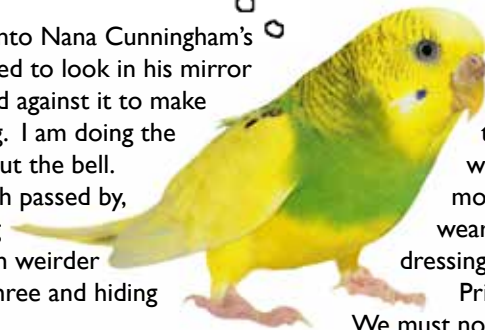 nto Nana Cunningham's
ed to look in his mirror
d against it to make
g. I am doing the
ut the bell.
h passed by,
g
n weirder
hree and hiding
t
w
mo
wear
dressing
Pri
We must no